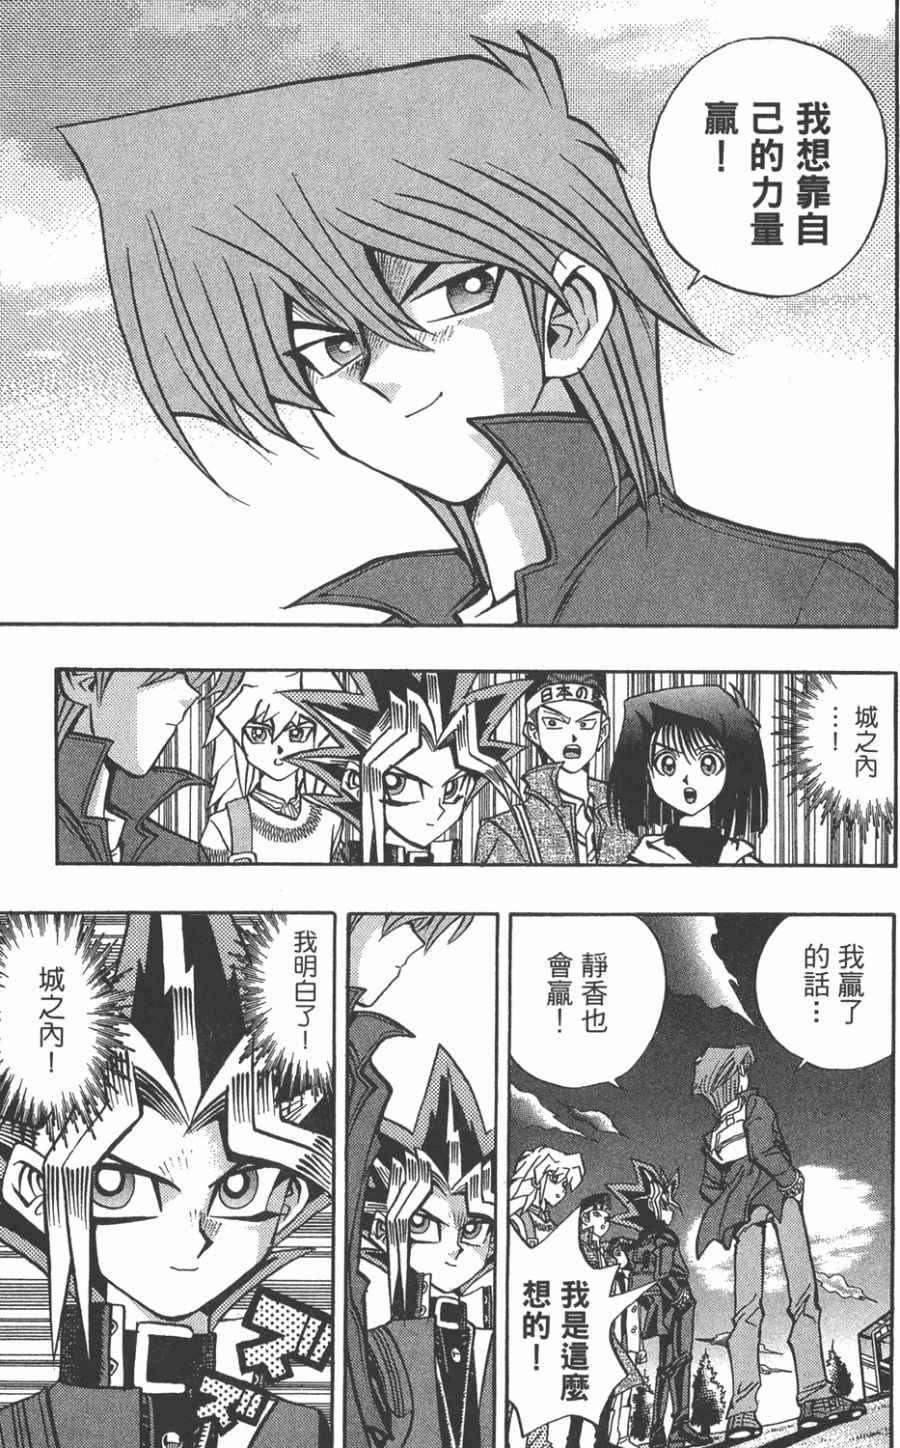 我想靠自
己的力量
贏！
城之內
…！
日本の
我贏了
的話…
靜香也
會贏！
我是這麼
想的！
我明白了！
城之內！